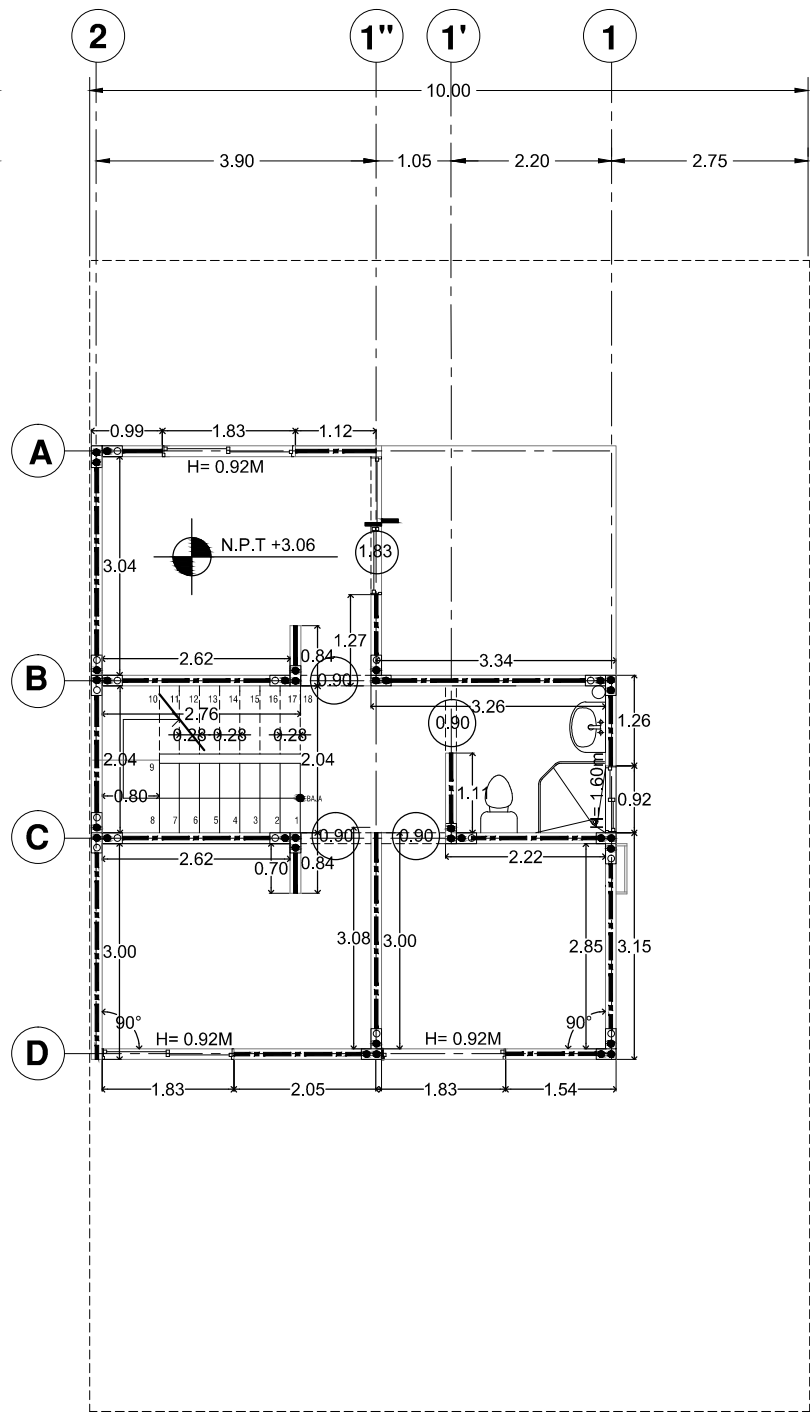 2 1" 1' 1
10.00
3.90 1.05 2.20 2.75
0.99 1.83 1.12
A
H= 0.92M
N.P.T +3.06
1.83
3.04
1.27
2.62 0.84 3.34
B 0.90
10 11 12 13 14 15 16 17 18
2.76 3.26
0.90 1.26
0.28 0.28 0.28
2.04 2.04
9
1.11 H=1.60m 0.92
0.80 BAJA
8 7 6 5 4 3 2 1
C 0.90 0.90
2.62 0.70 0.84 2.22
3.00 3.08 3.00 2.85 3.15
90° 90°
H= 0.92M H= 0.92M
D
1.83 2.05 1.83 1.54